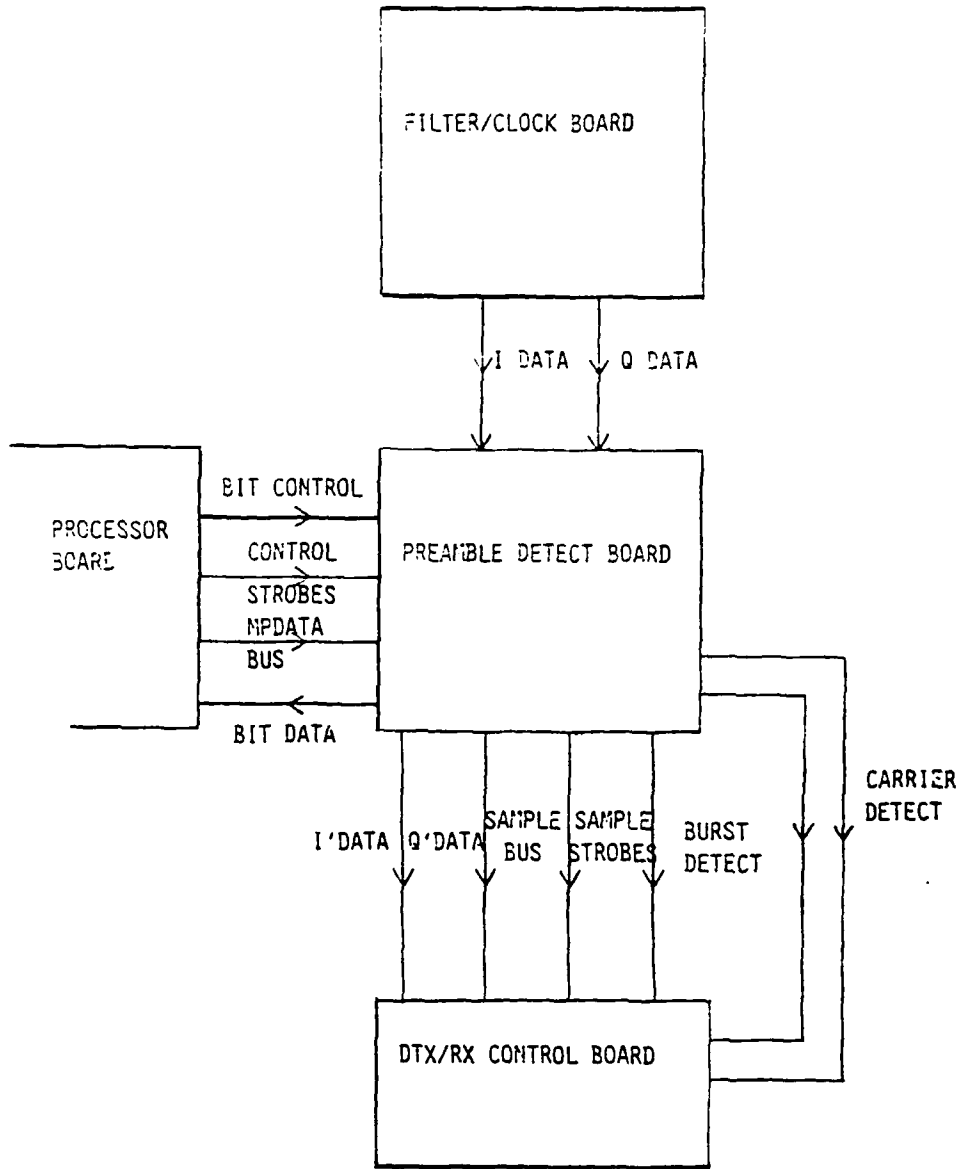 FILTER/CLOCK BOARD
I DATA
Q DATA
BIT CONTROL
PROCESSOR
BOARD
CONTROL
STROBES
MPDATA
BUS
BIT DATA
PREAMBLE DETECT BOARD
I'DATA
Q'DATA
SAMPLE
BUS
SAMPLE
STROBES
BURST
DETECT
CARRIER
DETECT
DTX/RX CONTROL BOARD